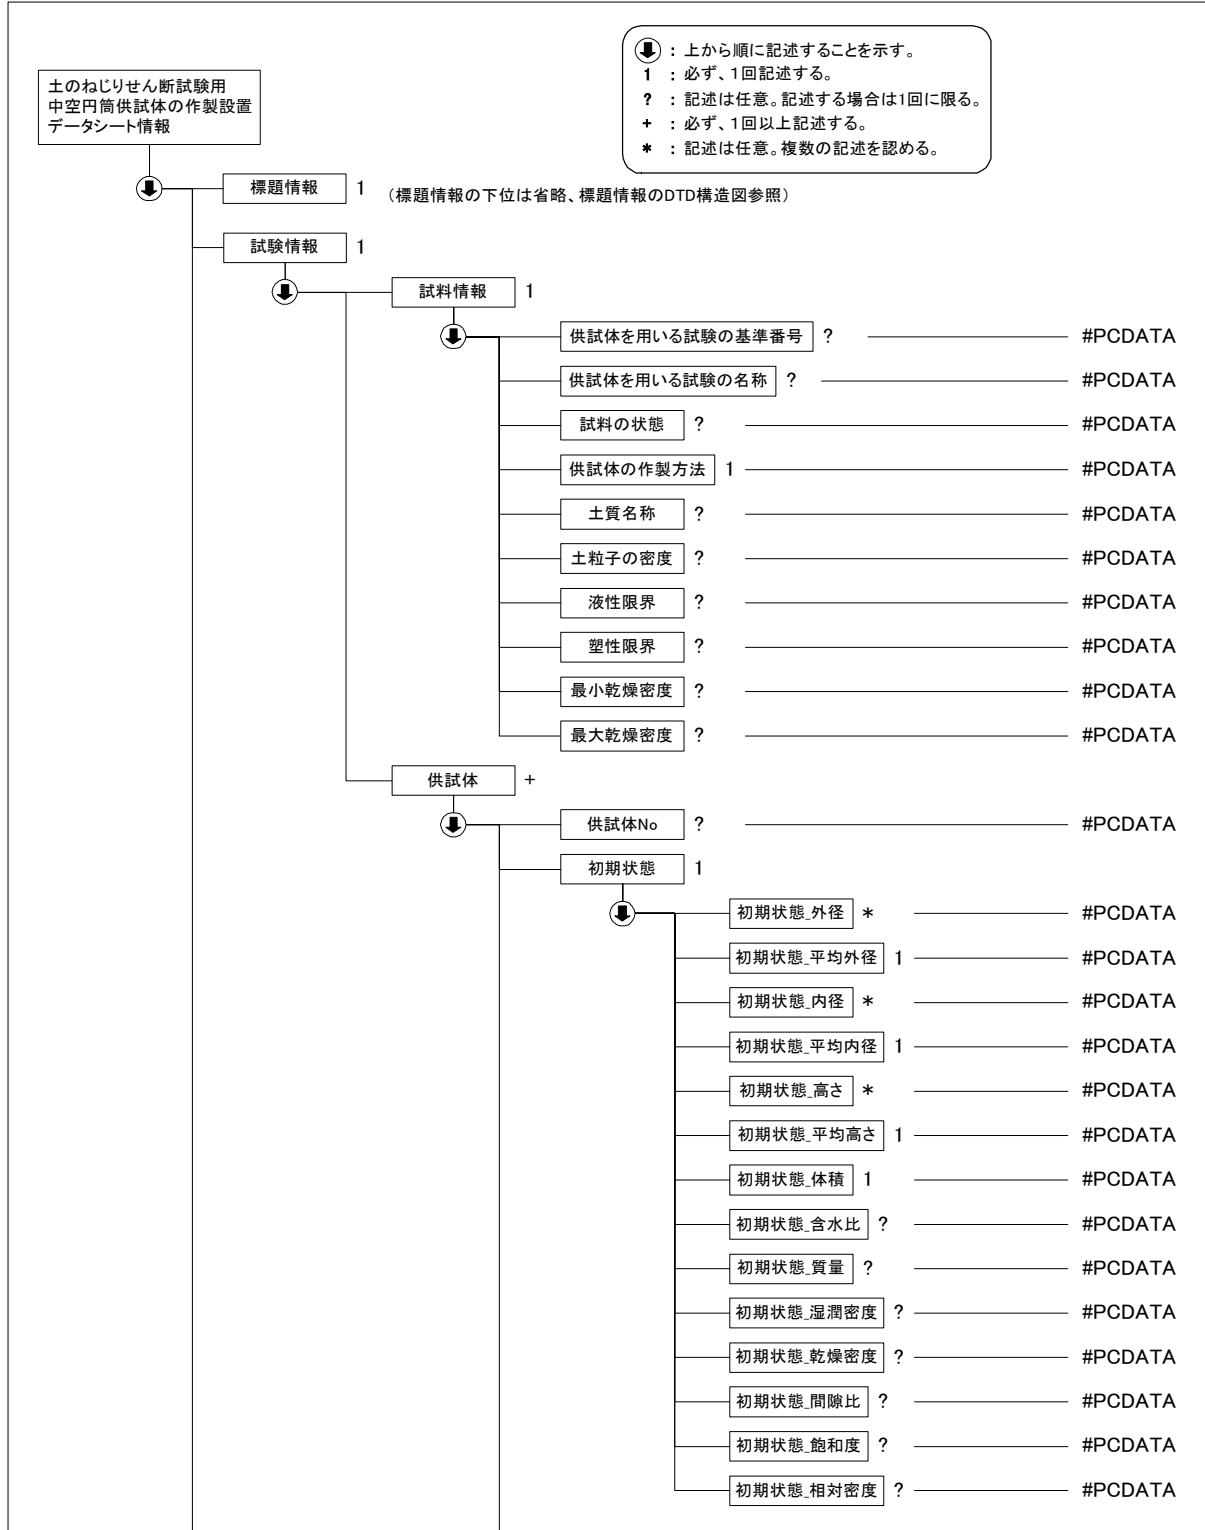 ：上から順に記述することを示す。
1 ：必ず、1回記述する。
? ：記述は任意。記述する場合は1回に限る。
+ ：必ず、1回以上記述する。
* ：記述は任意。複数の記述を認める。
土のねじりせん断試験用
中空円筒供試体の作製設置
データシート情報
標題情報 1 (標題情報の下位は省略、標題情報のDTD構造図参照)
試験情報 1
試料情報 1
供試体を用いる試験の基準番号 ? #PCDATA
供試体を用いる試験の名称 ? #PCDATA
試料の状態 ? #PCDATA
供試体の作製方法 1 #PCDATA
土質名称 ? #PCDATA
土粒子の密度 ? #PCDATA
液性限界 ? #PCDATA
塑性限界 ? #PCDATA
最小乾燥密度 ? #PCDATA
最大乾燥密度 ? #PCDATA
供試体 +
供試体No ? #PCDATA
初期状態 1
初期状態_外径 * #PCDATA
初期状態_平均外径 1 #PCDATA
初期状態_内径 * #PCDATA
初期状態_平均内径 1 #PCDATA
初期状態_高さ * #PCDATA
初期状態_平均高さ 1 #PCDATA
初期状態_体積 1 #PCDATA
初期状態_含水比 ? #PCDATA
初期状態_質量 ? #PCDATA
初期状態_湿潤密度 ? #PCDATA
初期状態_乾燥密度 ? #PCDATA
初期状態_間隙比 ? #PCDATA
初期状態_飽和度 ? #PCDATA
初期状態_相対密度 ? #PCDATA